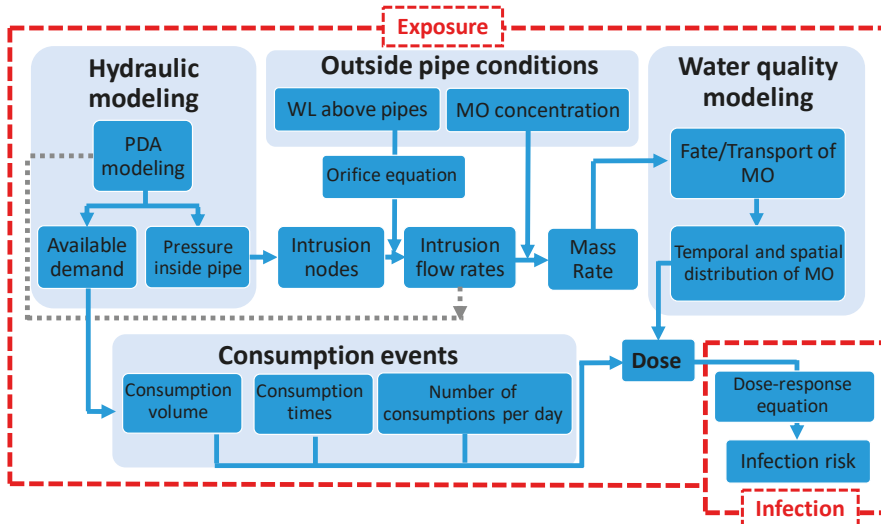 Exposure
Hydraulic
modeling
PDA
modeling
Available
demand
Pressure
inside pipe
Outside pipe conditions
WL above pipes
MO concentration
Orifice equation
Intrusion
nodes
Intrusion
flow rates
Mass
Rate
Water quality
modeling
Fate/Transport of
MO
Temporal and spatial
distribution of MO
Consumption events
Consumption
volume
Consumption
times
Number of
consumptions per day
Dose
Dose-response
equation
Infection risk
Infection